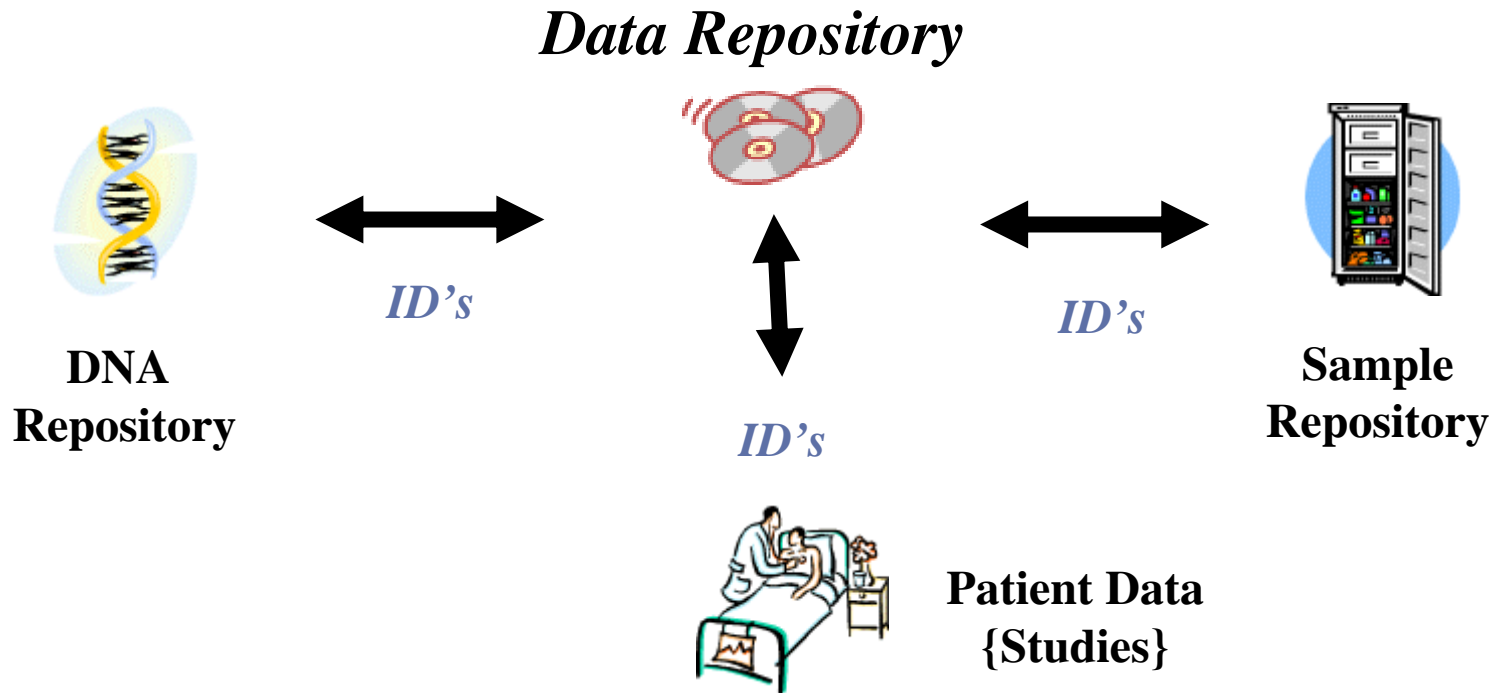 Data Repository
ID’s
ID’s
DNA
Repository
Sample
Repository
ID’s
Patient Data
{Studies}